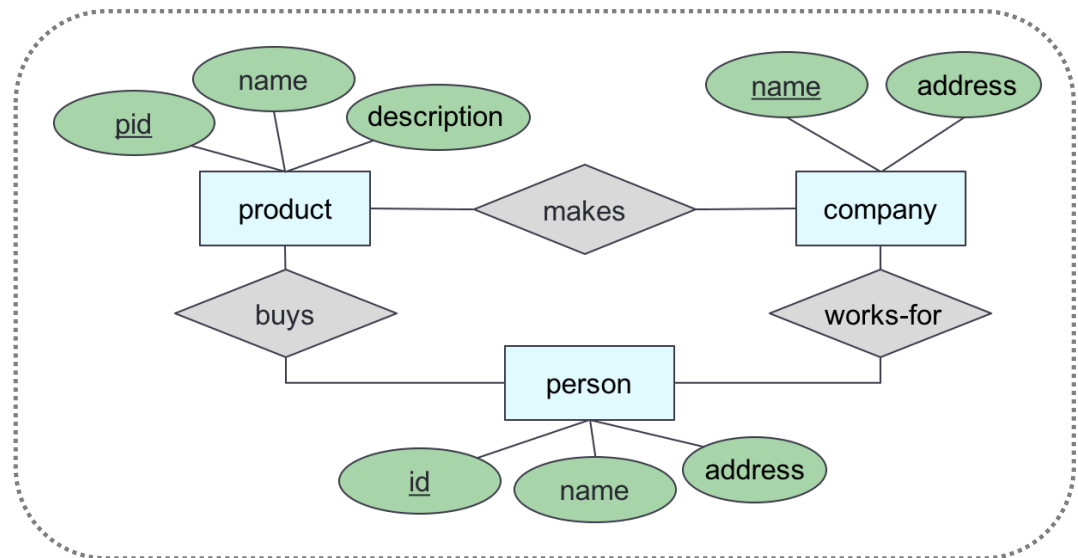 name
pid
description
name
address
product
makes
company
buys
works-for
person
id
name
address